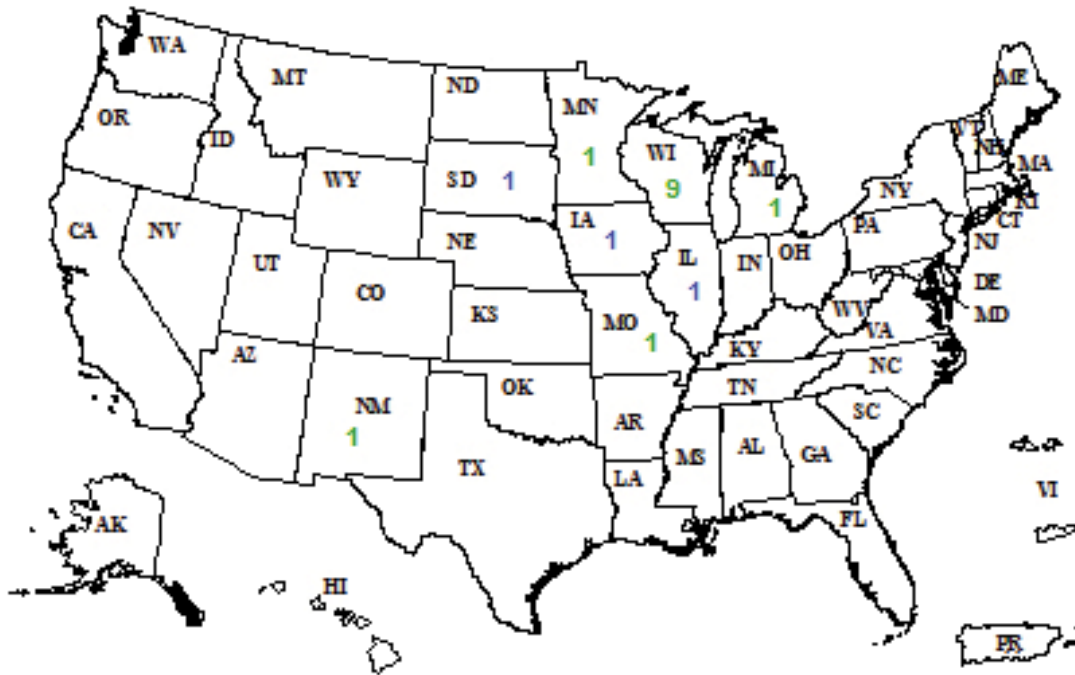 WA
MT
ND
MN
ME
OR
ID
SD 1
1
WI
9
MI
1
VT
NH
MA
WY
NY
RI
CT
CA
NV
UT
CO
NE
IA
1
IL
1
IN
OH
PA
NJ
DE
MD
WV
VA
KS
MO
1
KY
AZ
NM
1
OK
AR
TN
NC
SC
TX
LA
MS
AL
GA
FL
VI
AK
HI
PR